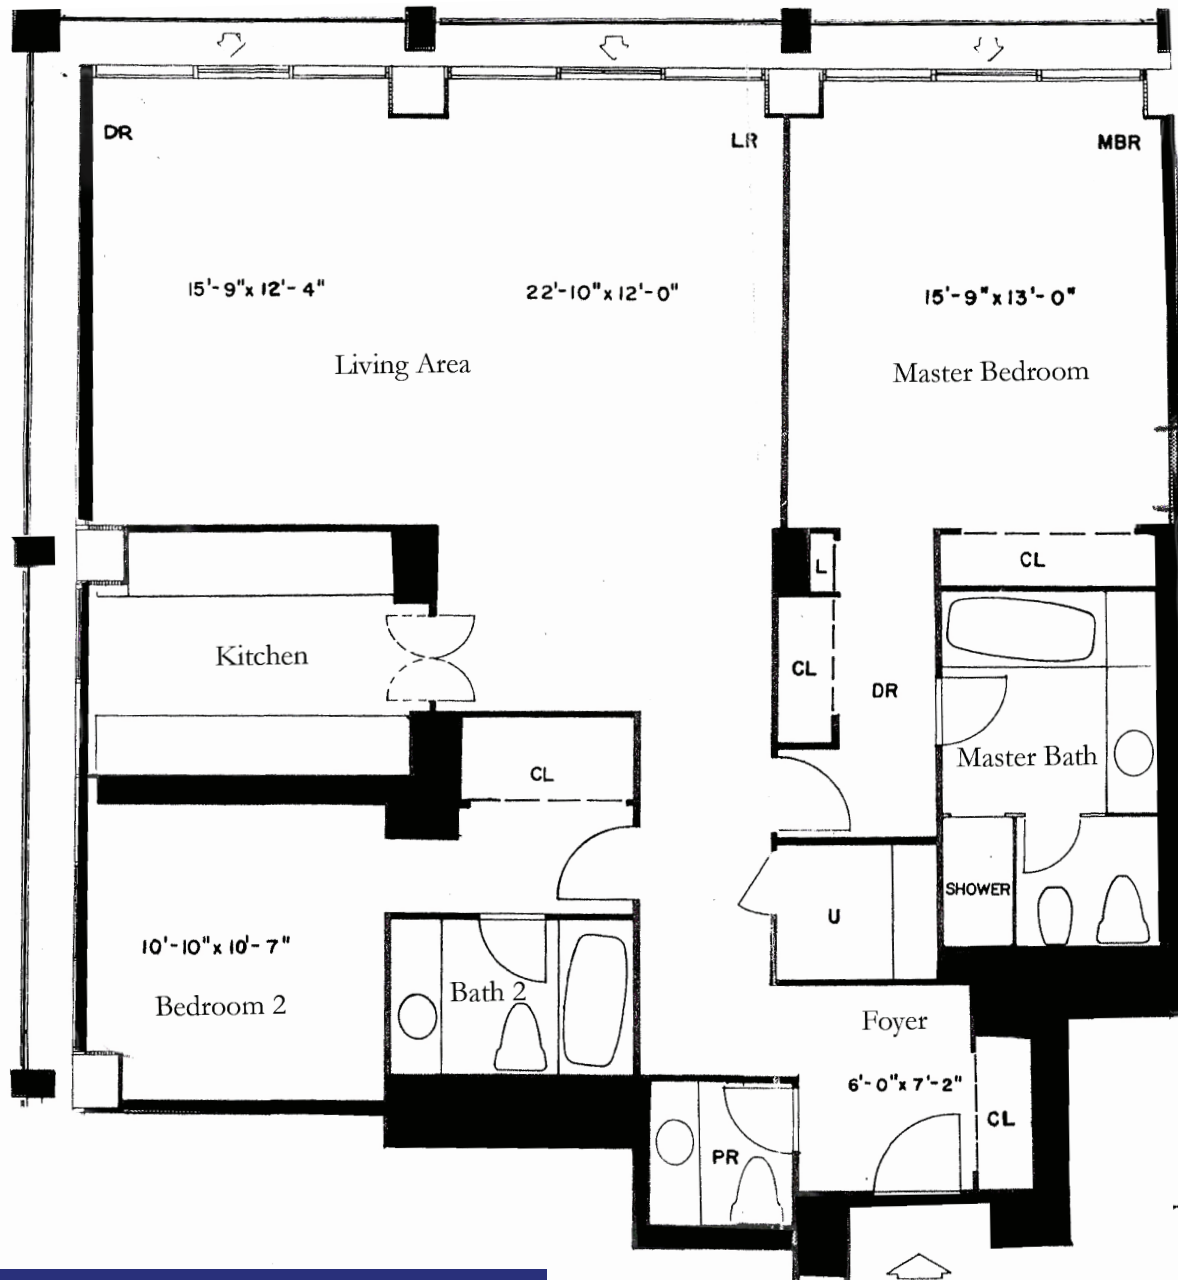 DR
LR
MBR
15'-9" x 12'-4"
22'-10" x 12'-0"
15'-9" x 13'-0"
Living Area
Master Bedroom
L
CL
Kitchen
CL
DR
Master Bath
CL
SHOWER
U
10'-10" x 10'-7"
Bedroom 2
Bath 2
Foyer
6'-0" x 7'-2"
CL
PR